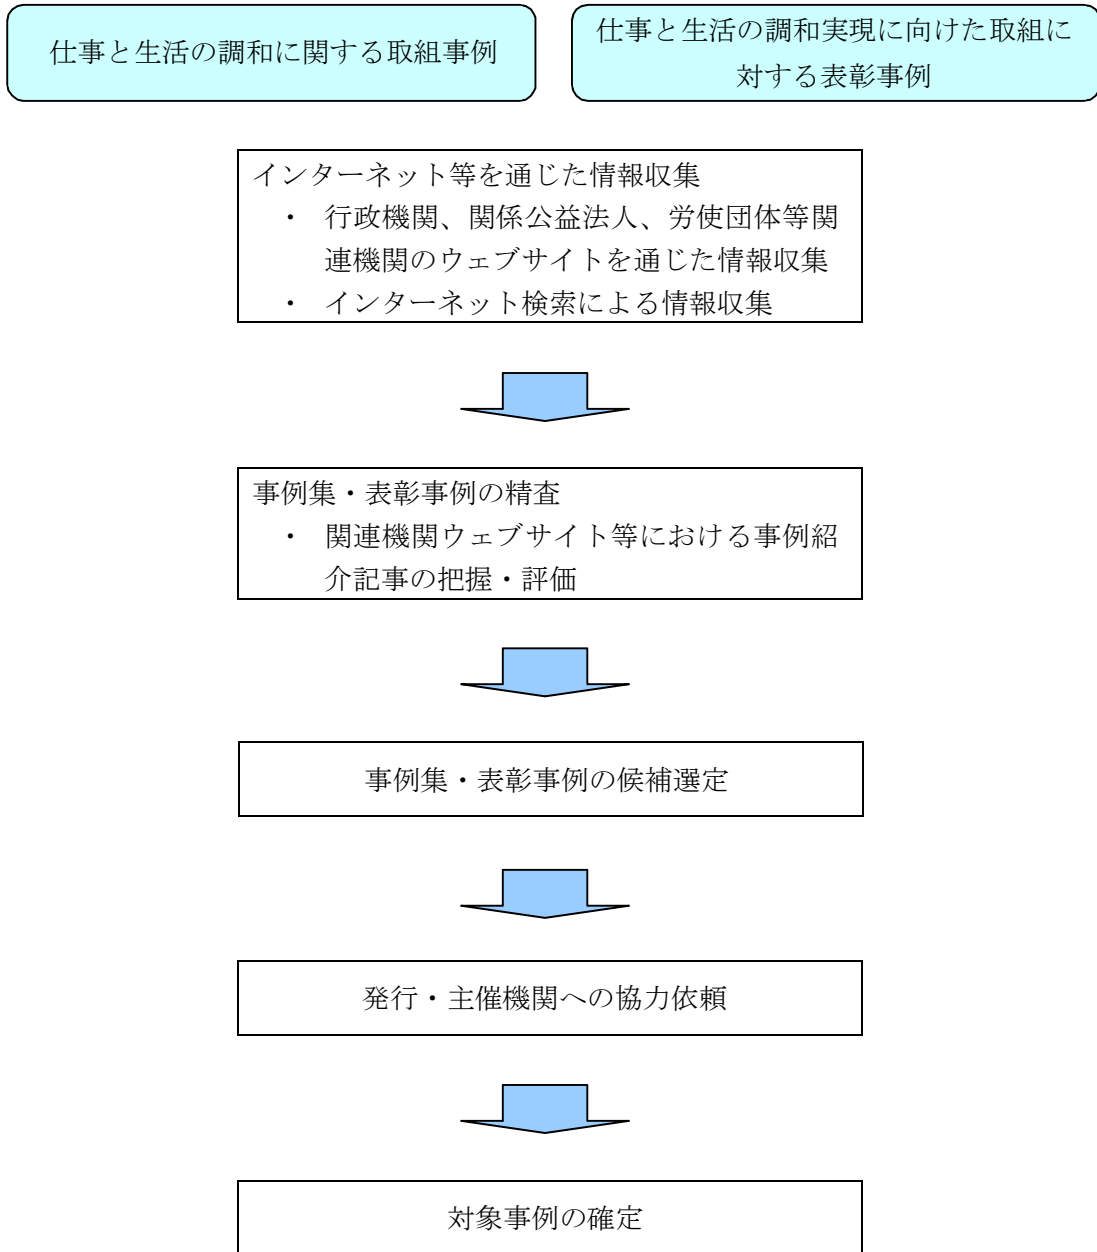 仕事と生活の調和に関する取組事例
仕事と生活の調和実現に向けた取組に
対する表彰事例
インターネット等を通じた情報収集
・ 行政機関、関係公益法人、労使団体等関
連機関のウェブサイトを通じた情報収集
・ インターネット検索による情報収集
事例集・表彰事例の精査
・ 関連機関ウェブサイト等における事例紹
介記事の把握・評価
事例集・表彰事例の候補選定
発行・主催機関への協力依頼
対象事例の確定